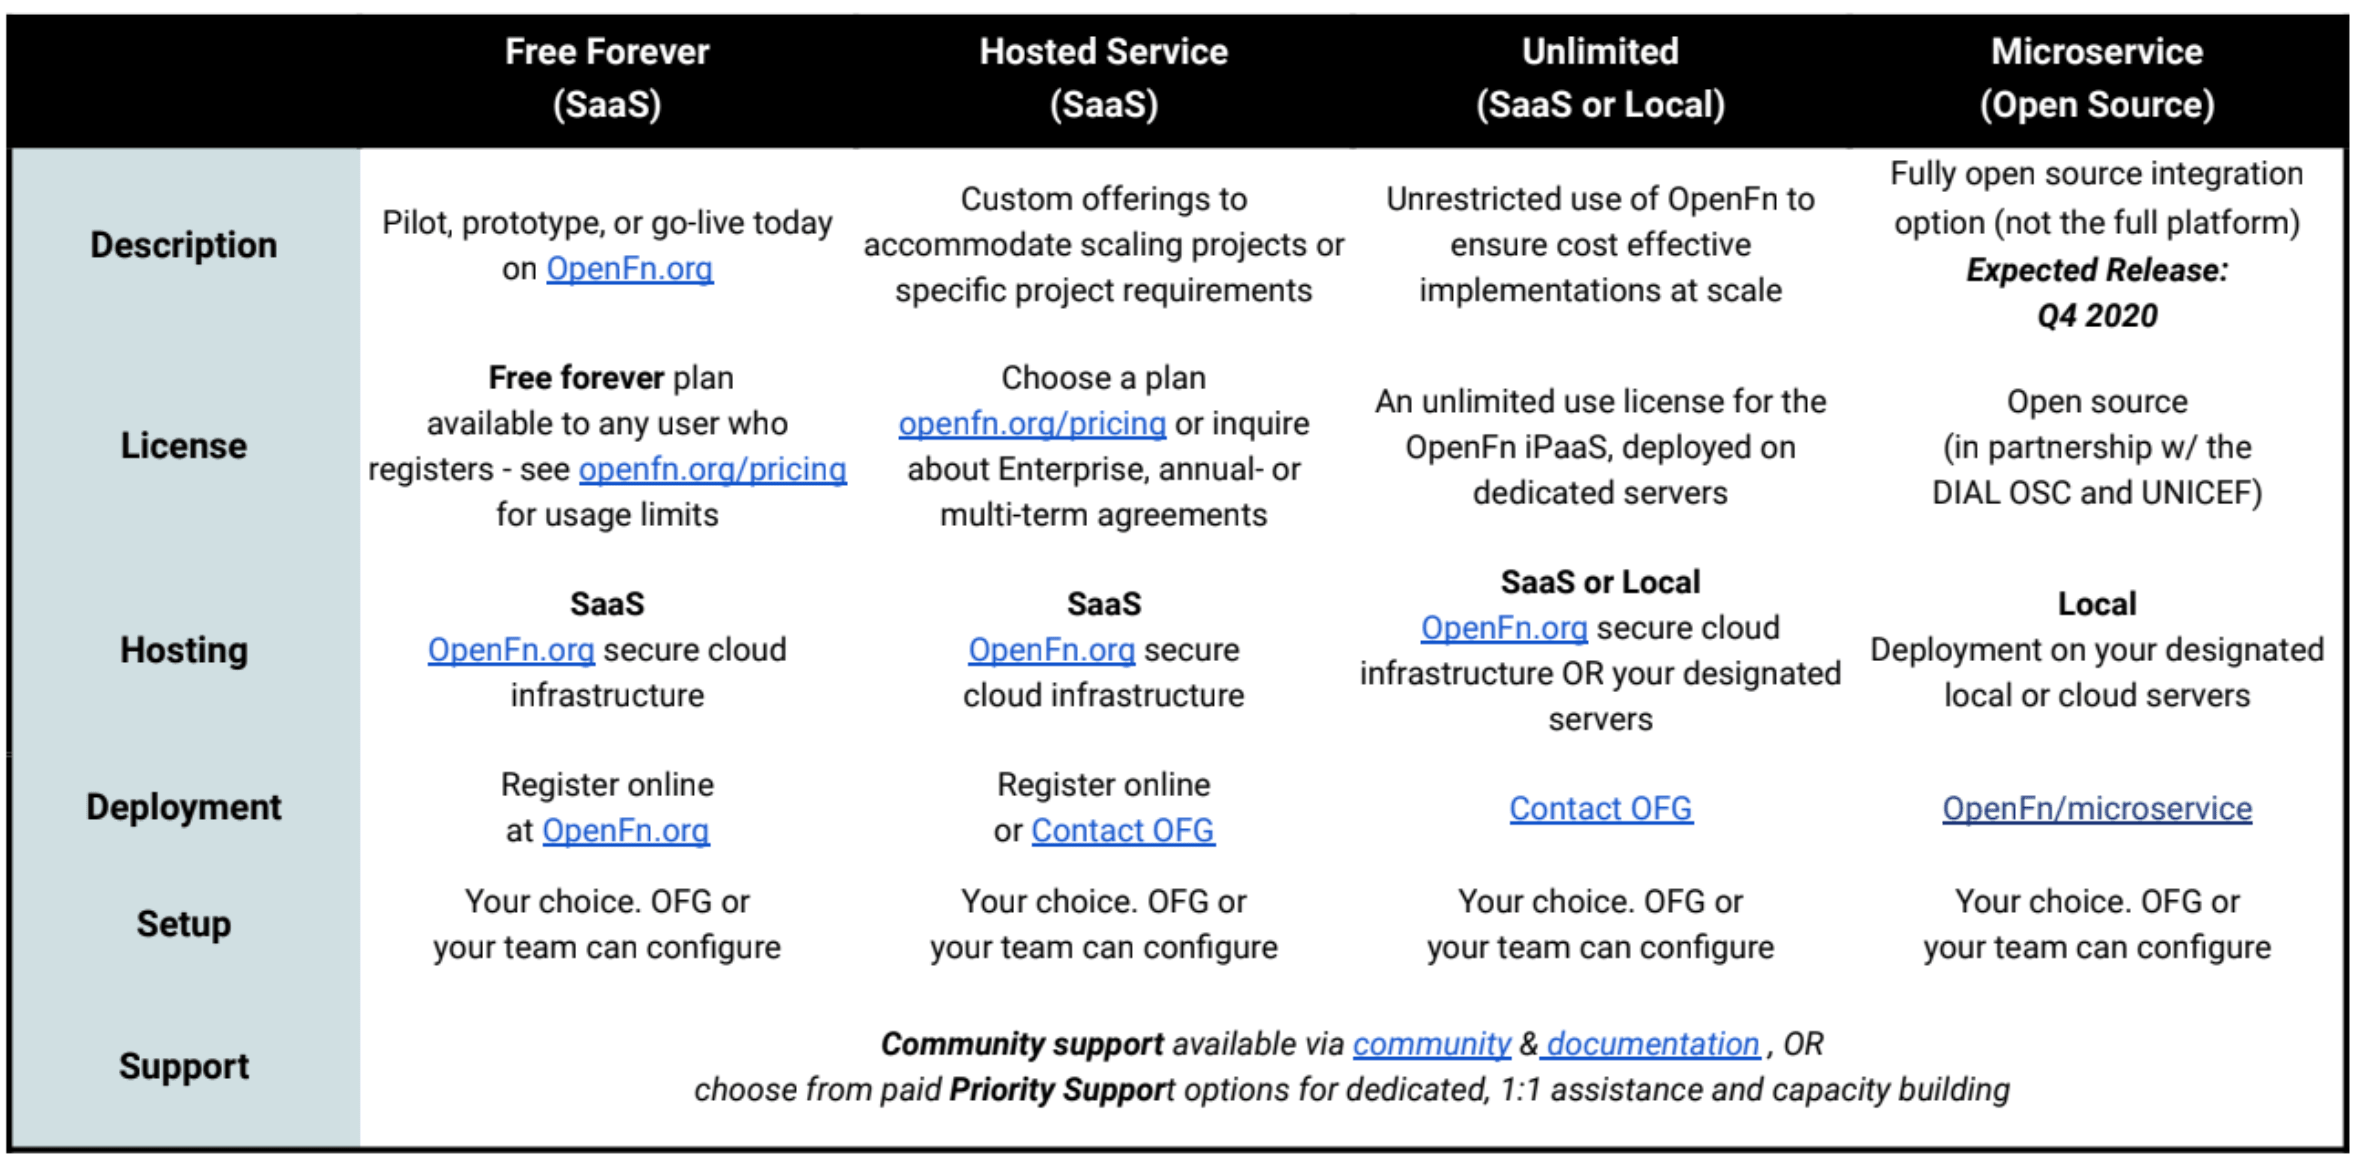 Free Forever
(SaaS)
Hosted Service
(SaaS)
Unlimited
(SaaS or Local)
Microservice
(Open Source)
Description
Pilot, prototype, or go-live today
on OpenFn.org
Custom offerings to
accommodate scaling projects or
specific project requirements
Unrestricted use of OpenFn to
ensure cost effective
implementations at scale
Fully open source integration
option (not the full platform)
Expected Release:
Q4 2020
License
Free forever plan
available to any user who
registers - see openfn.org/pricing
for usage limits
Choose a plan
openfn.org/pricing or inquire
about Enterprise, annual- or
multi-term agreements
An unlimited use license for the
OpenFn iPaaS, deployed on
dedicated servers
Open source
(in partnership w/ the
DIAL OSC and UNICEF)
Hosting
SaaS
OpenFn.org secure cloud
infrastructure
SaaS
OpenFn.org secure
cloud infrastructure
SaaS or Local
OpenFn.org secure cloud
infrastructure OR your designated
servers
Local
Deployment on your designated
local or cloud servers
Deployment
Register online
at OpenFn.org
Register online
or Contact OFG
Contact OFG
OpenFn/microservice
Setup
Your choice. OFG or
your team can configure
Your choice. OFG or
your team can configure
Your choice. OFG or
your team can configure
Your choice. OFG or
your team can configure
Support
Community support available via community & documentation , OR
choose from paid Priority Support options for dedicated, 1:1 assistance and capacity building